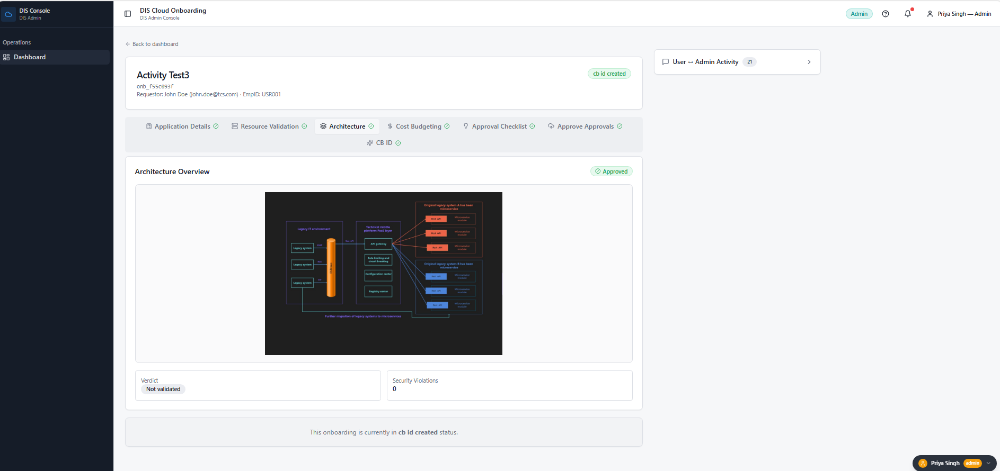 DIS Console
DIS Admin
Operations
Dashboard
DIS Cloud Onboarding
DIS Admin Console
Admin
Priya Singh — Admin
← Back to dashboard
Activity Test3
cb id created
onb_f55c093f
Requestor: John Doe (john.doe@tcs.com) · EmpID: USR001
User ↔ Admin Activity 21
Application Details
Resource Validation
Architecture
Cost Budgeting
Approval Checklist
Approve Approvals
CB ID
Architecture Overview
Approved
Legacy IT environment
Legacy system
Legacy system
Legacy system
ESB bus
Rest API
Technical middle
platform PaaS layer
API gateway
Rate limiting and
circuit breaking
Configuration center
Registry center
Original legacy system A has been
microservice
Rest API
Microservice
module
Rest API
Microservice
module
Rest API
Microservice
module
Original legacy system B has been
microservice
Rest API
Microservice
module
Rest API
Microservice
module
Rest API
Microservice
module
Further migration of legacy systems to microservices
Verdict
Not validated
Security Violations
0
This onboarding is currently in cb id created status.
Priya Singh admin